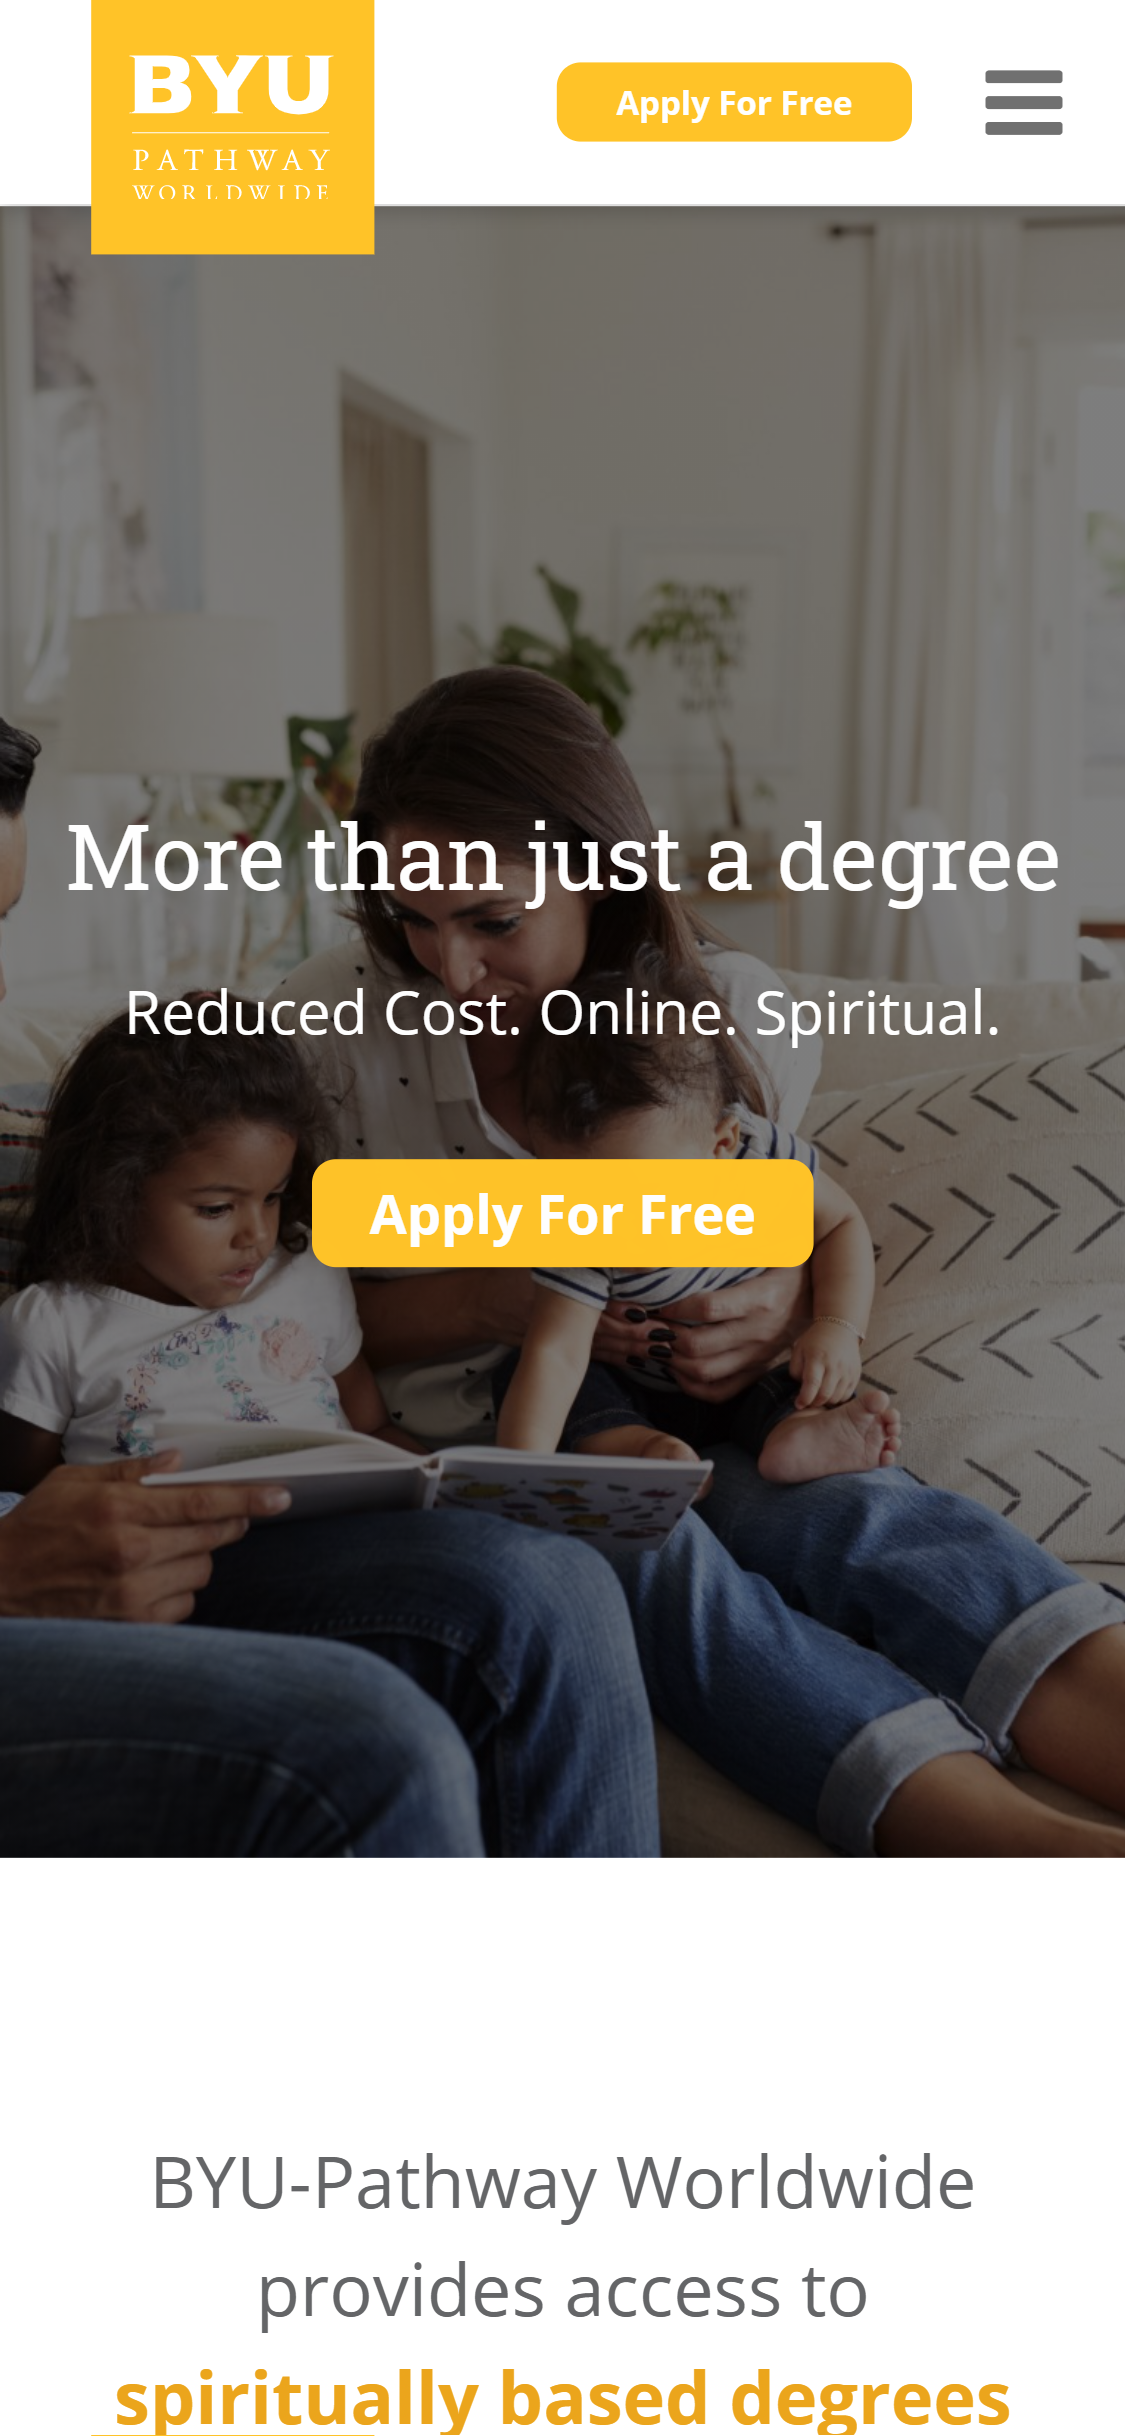 BYU
PATHWAY
WORLDWIDE
Apply For Free
More than just a degree
Reduced Cost. Online. Spiritual.
Apply For Free
BYU-Pathway Worldwide
provides access to
spiritually based degrees